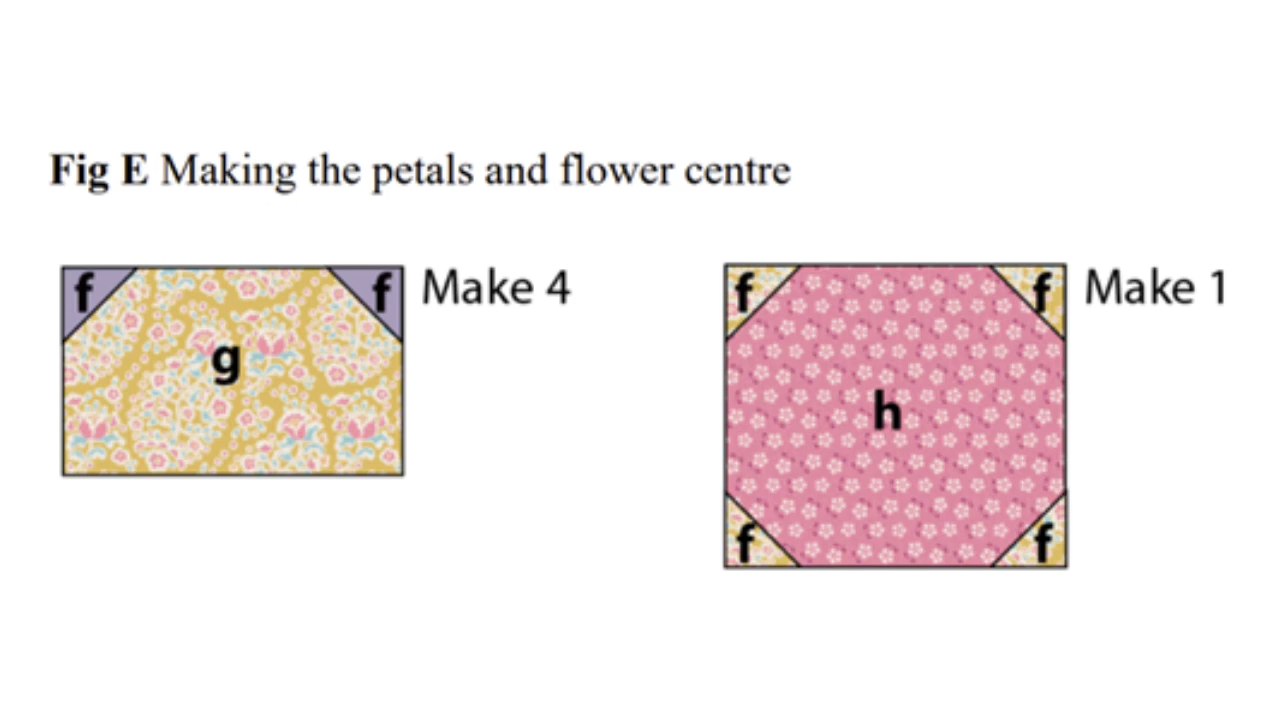 Fig E Making the petals and flower centre
f f Make 4
g
f f Make 1
h
f f